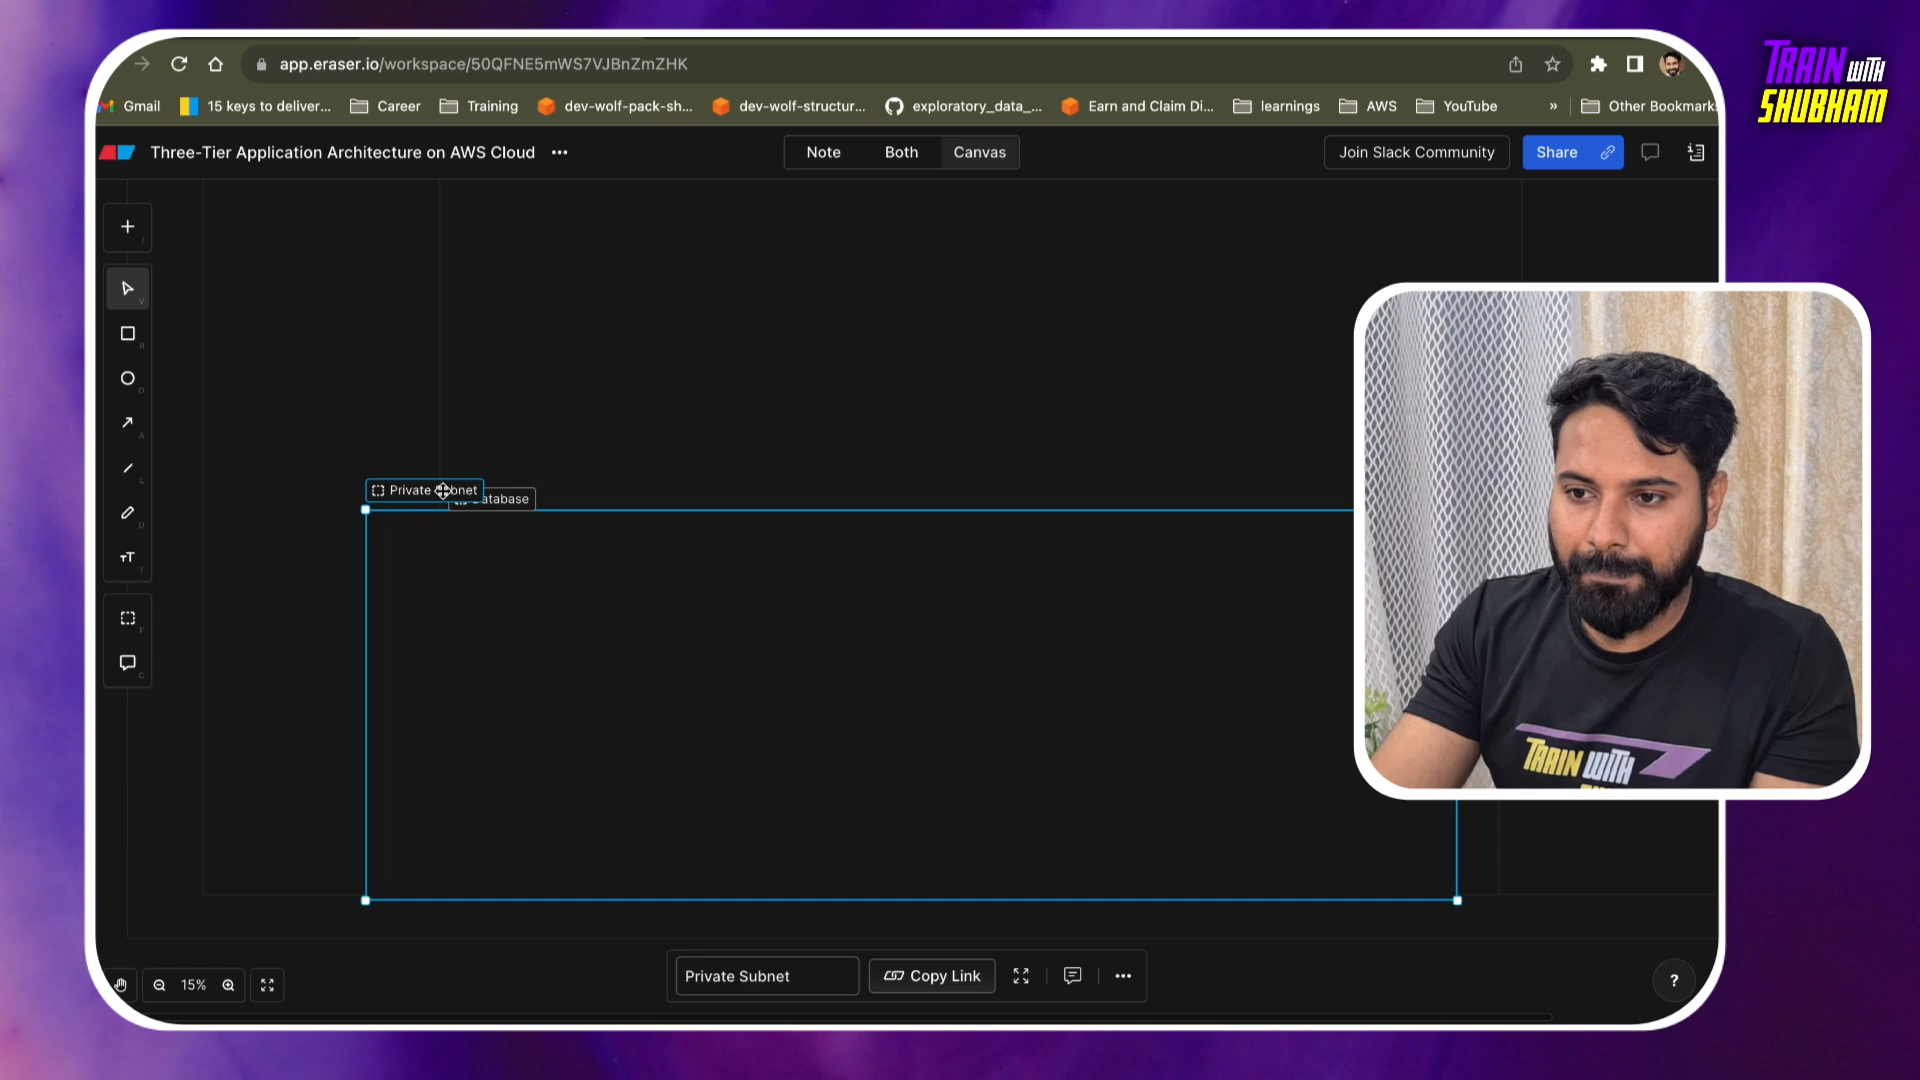 TRAIN WITH
SHUBHAM
app.eraser.io/workspace/50QFNE5mWS7VJBnZmZHK
Gmail
15 keys to deliver...
Career
Training
dev-wolf-pack-sh...
dev-wolf-structur...
exploratory_data_...
Earn and Claim Di...
learnings
AWS
YouTube
»
Other Bookmarks
Three-Tier Application Architecture on AWS Cloud
Note
Both
Canvas
Join Slack Community
Share
Private Subnet
Database
TRAIN WITH
15%
Private Subnet
Copy Link
?